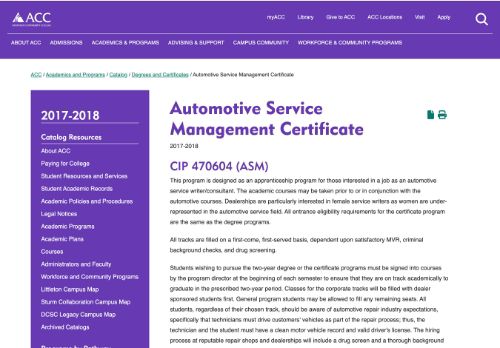 ACC
myACC Library Give to ACC ACC Locations Visit Apply
ABOUT ACC ADMISSIONS ACADEMICS & PROGRAMS ADVISING & SUPPORT CAMPUS COMMUNITY WORKFORCE & COMMUNITY PROGRAMS
ACC / Academics and Programs / Catalog / Degrees and Certificates / Automotive Service Management Certificate
2017-2018
Catalog Resources
About ACC
Paying for College
Student Resources and Services
Student Academic Records
Academic Policies and Procedures
Legal Notices
Academic Programs
Academic Plans
Courses
Administrators and Faculty
Workforce and Community Programs
Littleton Campus Map
Sturm Collaboration Campus Map
DCSC Legacy Campus Map
Archived Catalogs
Automotive Service
Management Certificate
2017-2018
CIP 470604 (ASM)
This program is designed as an apprenticeship program for those interested in a job as an automotive
service writer/consultant. The academic courses may be taken prior to or in conjunction with the
automotive courses. Dealerships are particularly interested in female service writers as women are under-
represented in the automotive service field. All entrance eligibility requirements for the certificate program
are the same as the degree programs.
All tracks are filled on a first-come, first-served basis, dependent upon satisfactory MVR, criminal
background checks, and drug screening.
Students wishing to pursue the two-year degree or the certificate programs must be signed into courses
by the program director at the beginning of each semester to ensure that they are on track academically to
graduate in the prescribed two-year period. Classes for the corporate tracks will be filled with dealer
sponsored students first. General program students may be allowed to fill any remaining seats. All
students, regardless of their chosen track, should be aware of automotive repair industry expectations,
specifically that technicians must drive customers' vehicles as part of the repair process; thus, the
technician and the student must have a clean motor vehicle record and valid driver's license. The hiring
process at reputable repair shops and dealerships will include a drug screen and a thorough background